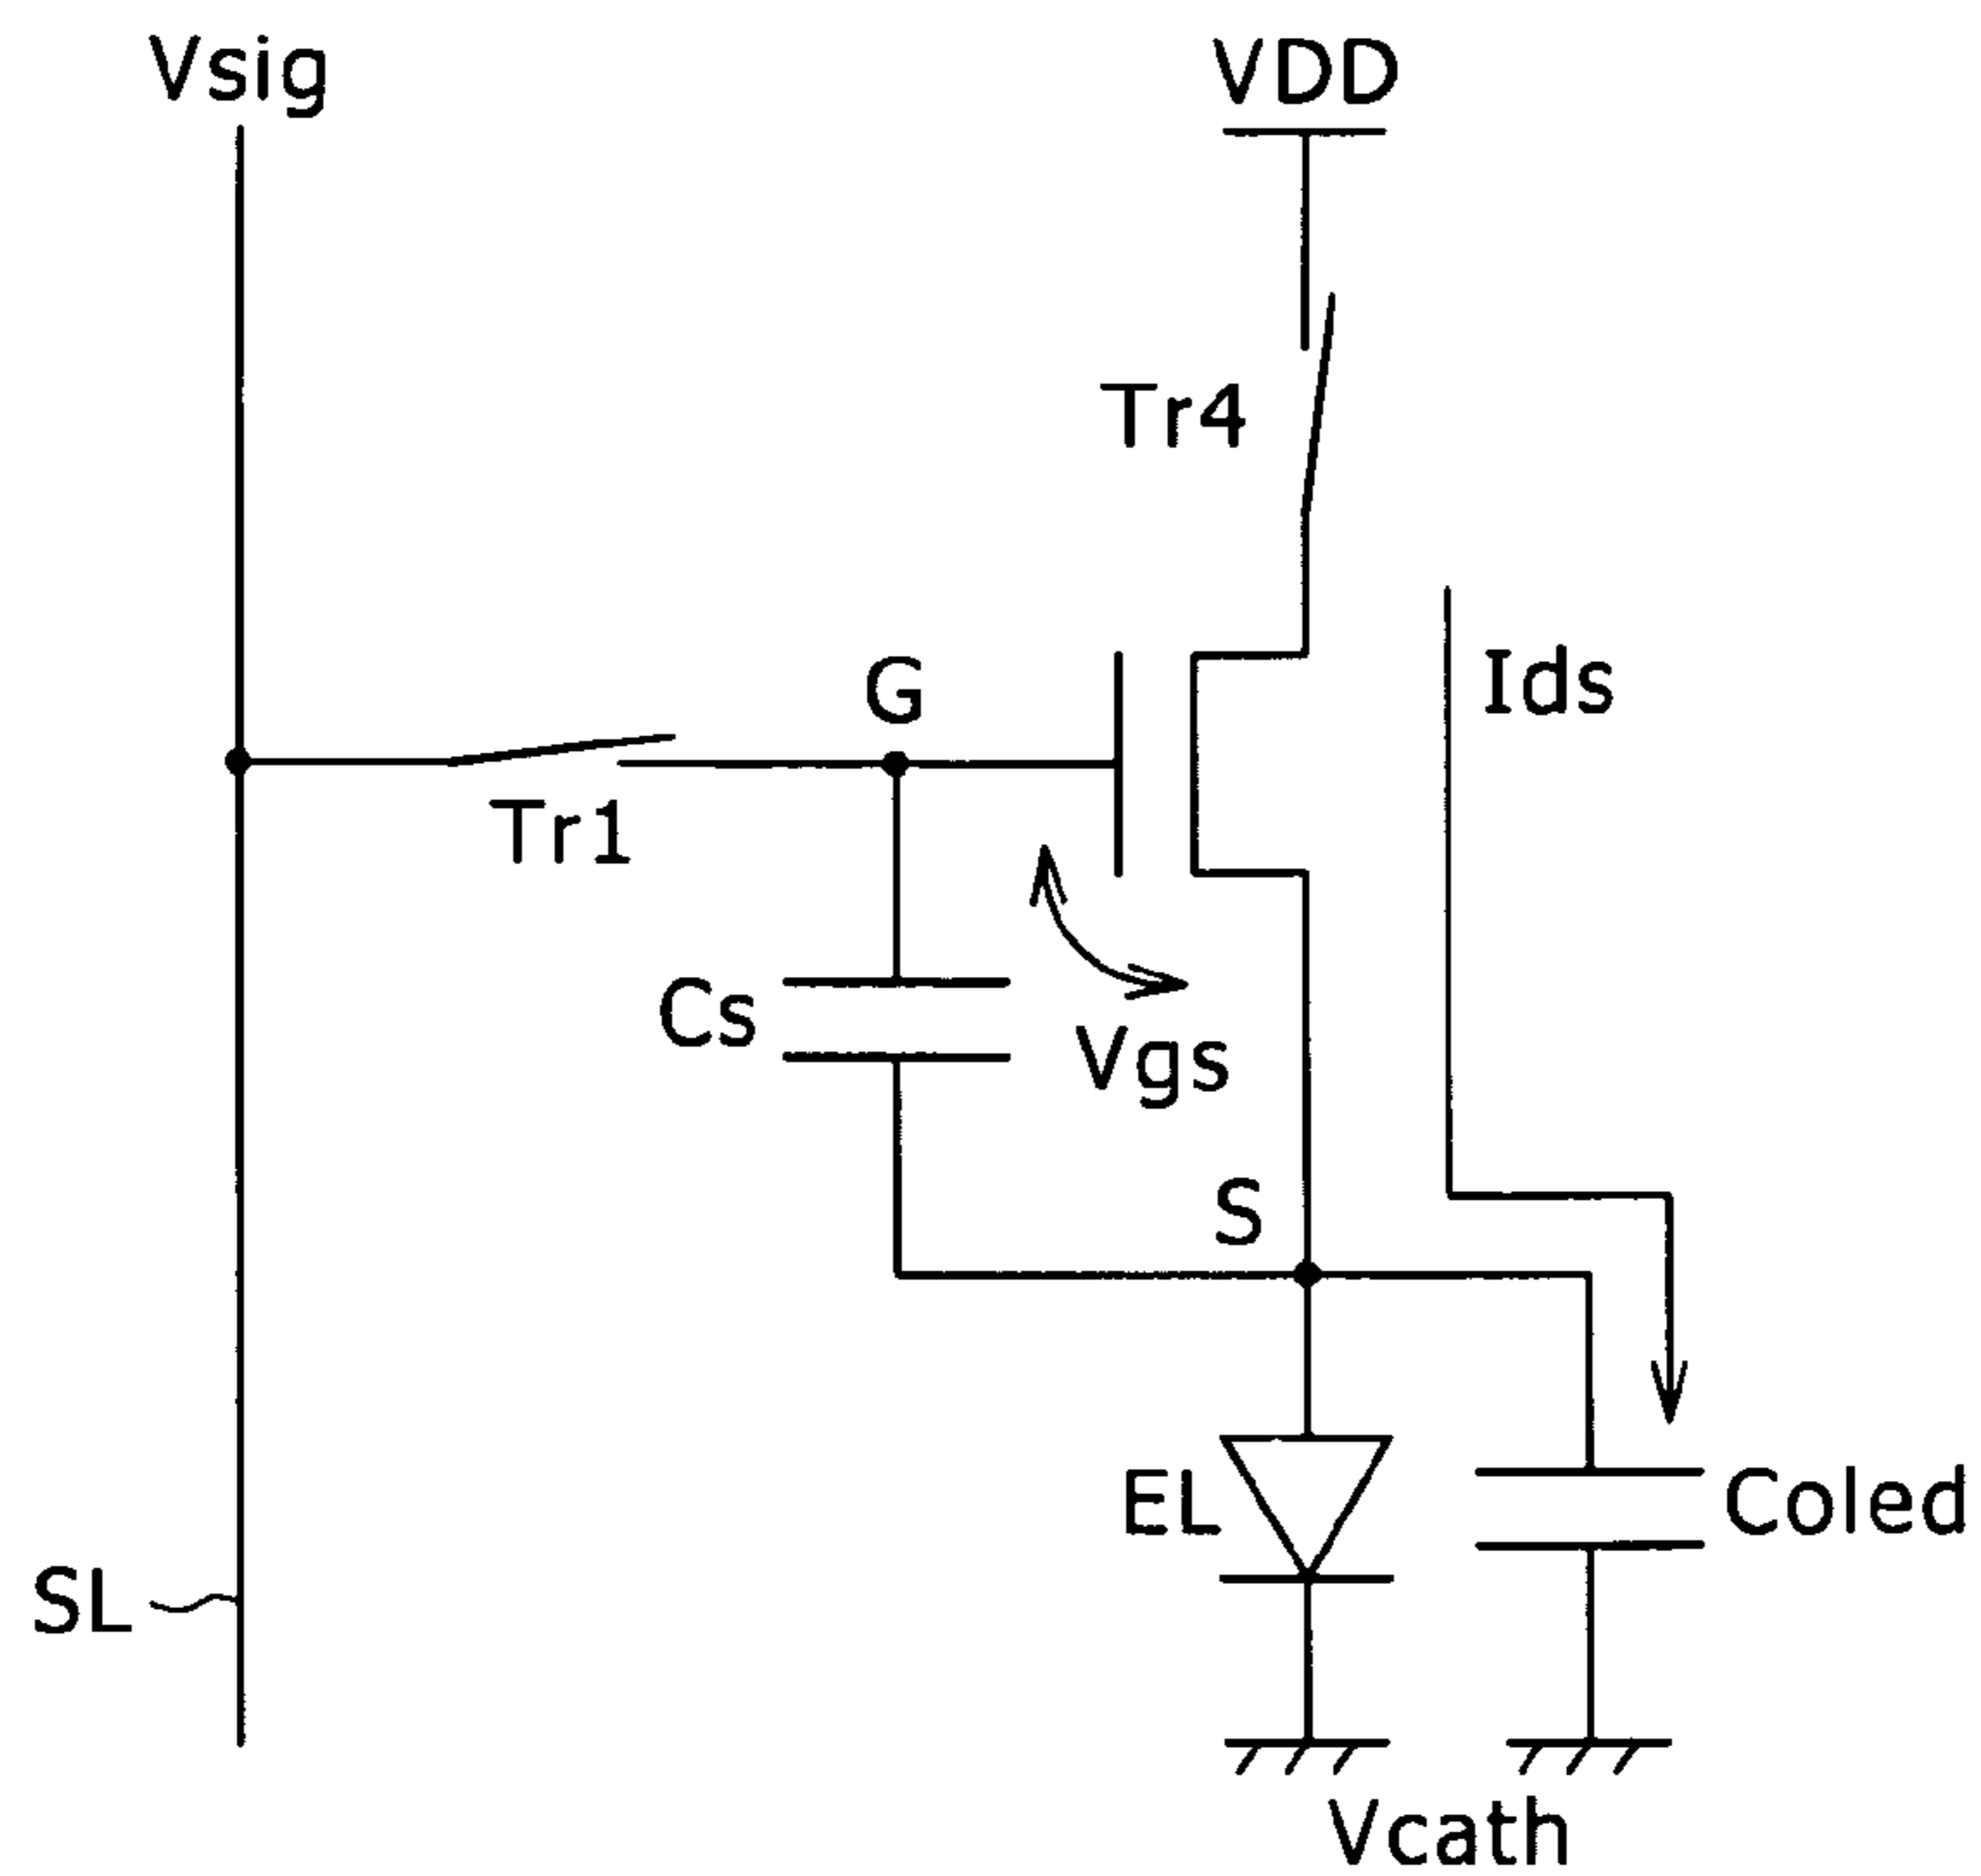 Vsig
VDD
Tr4
Ids
G
Tr1
Cs
Vgs
S
EL
Coled
SL
Vcath